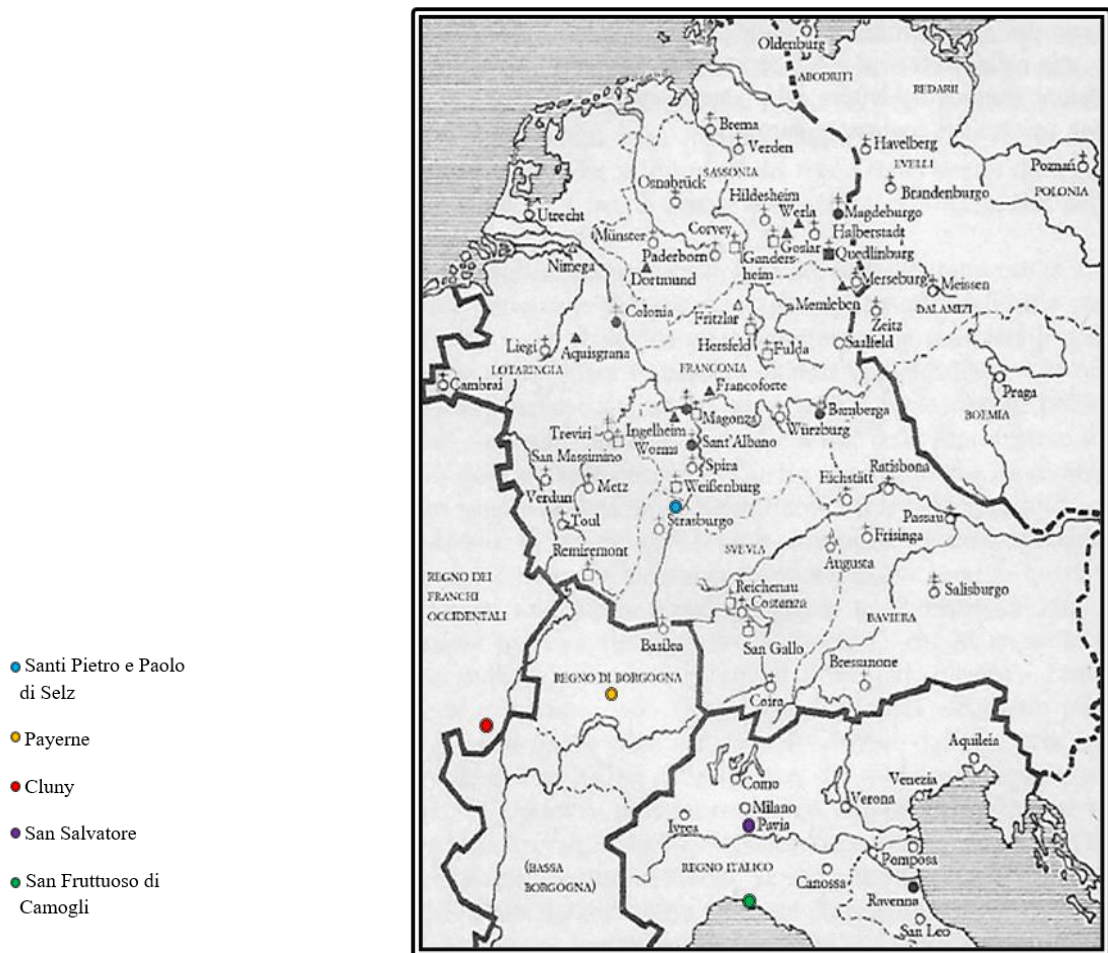 Oldenburg
ABODRITI
REDARII
Brema
Verden
Havelberg
EVELLI
Poznań
SASSONIA
Osnabrück
Hildesheim
Werla
Brandenburgo
POLONIA
Utrecht
Magdeburgo
Münster
Corvey
Halberstadt
Goslar
Paderborn
Ganders-
heim
Quedlinburg
Nimega
Dortmund
Merseburg
Meissen
Memleben
DALAMIZI
Colonia
Fritzlar
Zeitz
Hersfeld
Saalfeld
Liegi
Aquisgrana
Fulda
LOTARINGIA
FRANCONIA
Cambrai
Francoforte
Praga
Magonza
Bamberga
BOEMIA
Würzburg
Treviri
Ingelheim
Worms
Sant'Albano
San Massimino
Spira
Ratisbona
Eichstätt
Verdun
Metz
Weißenburg
Passau
Toul
Strasburgo
Frisinga
Remiremont
SVEVIA
Augusta
REGNO DEI
FRANCHI
OCCIDENTALI
Reichenau
Costanza
Salisburgo
BAVIERA
Basilea
San Gallo
Bressanone
Santi Pietro e Paolo
di Selz
REGNO DI BORGOGNA
Coira
Payerne
Aquileia
Cluny
Como
Venezia
Milano
Verona
San Salvatore
Ivrea
Pavia
Pomposa
San Fruttuoso di
Camogli
(BASSA
BORGOGNA)
REGNO ITALICO
Canossa
Ravenna
San Leo